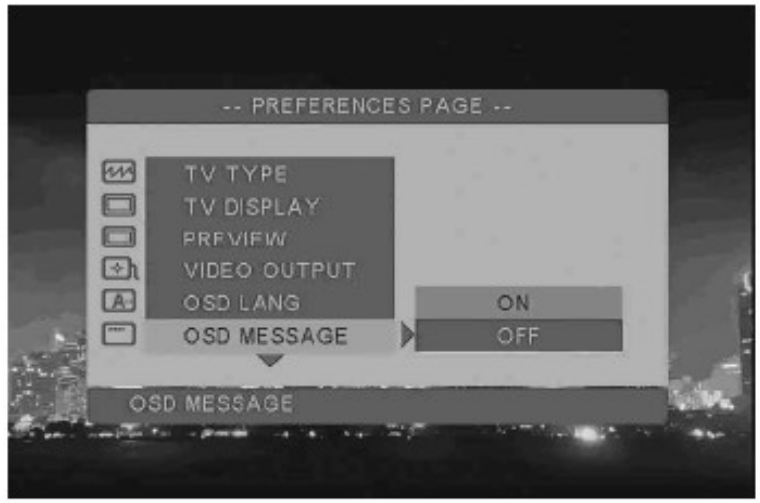 -- PREFERENCES PAGE --
TV TYPE
TV DISPLAY
PREVIEW
VIDEO OUTPUT
OSD LANG
ON
OSD MESSAGE
OFF
OSD MESSAGE